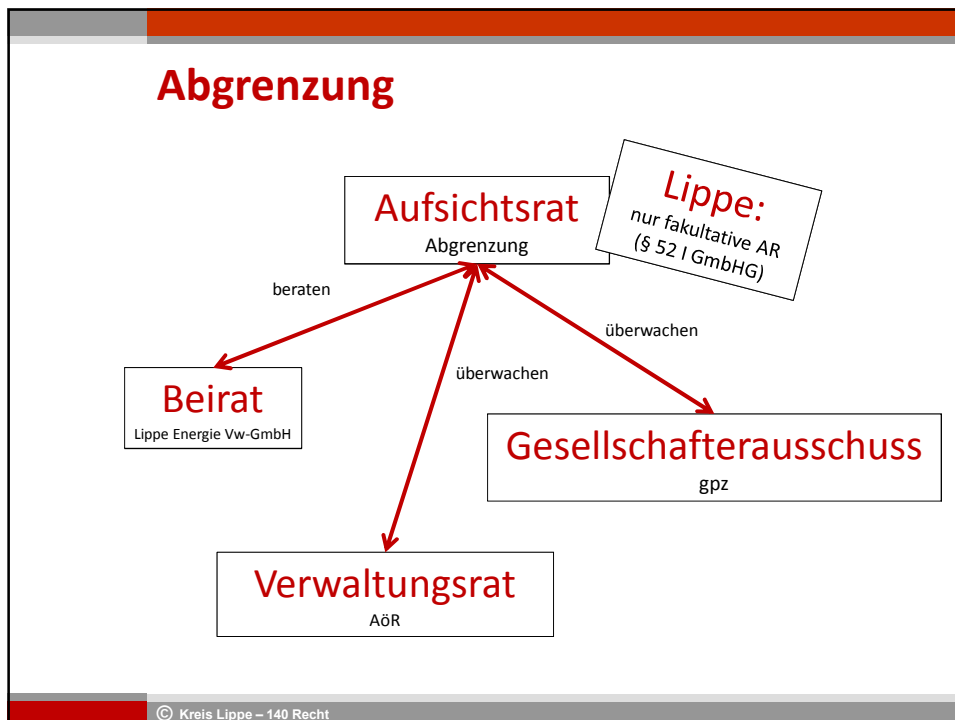 Abgrenzung
Aufsichtsrat
Abgrenzung
Lippe:
nur fakultative AR
(§ 52 I GmbHG)
beraten
überwachen
überwachen
Beirat
Lippe Energie Vw-GmbH
Gesellschafterausschuss
gpz
Verwaltungsrat
AöR
© Kreis Lippe – 140 Recht